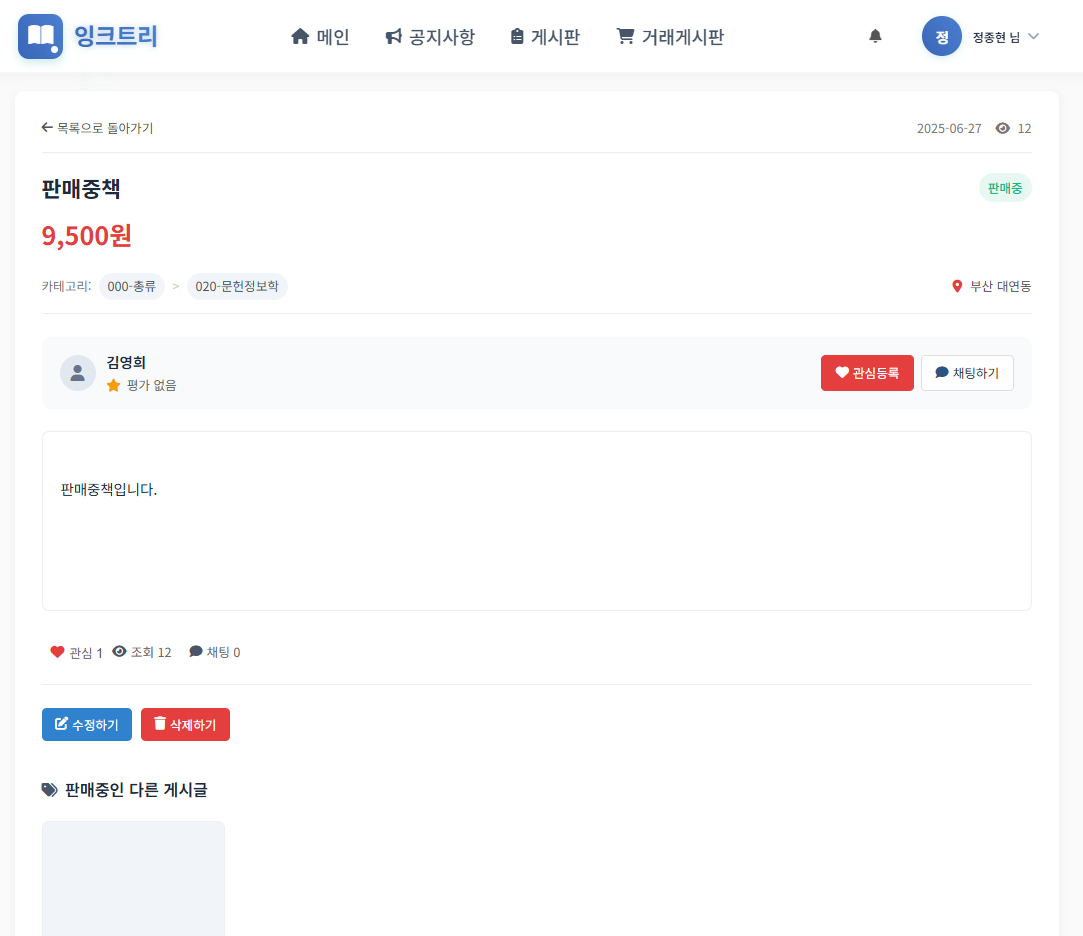 잉크트리
메인 공지사항 게시판 거래게시판
정 정종현 님
목록으로 돌아가기 2025-06-27 12
판매중책 판매중
9,500원
카테고리: 000-총류 > 020-문헌정보학 부산 대연동
김영희
평가 없음
관심등록 채팅하기
판매중책입니다.
관심 1 조회 12 채팅 0
수정하기 삭제하기
판매중인 다른 게시글